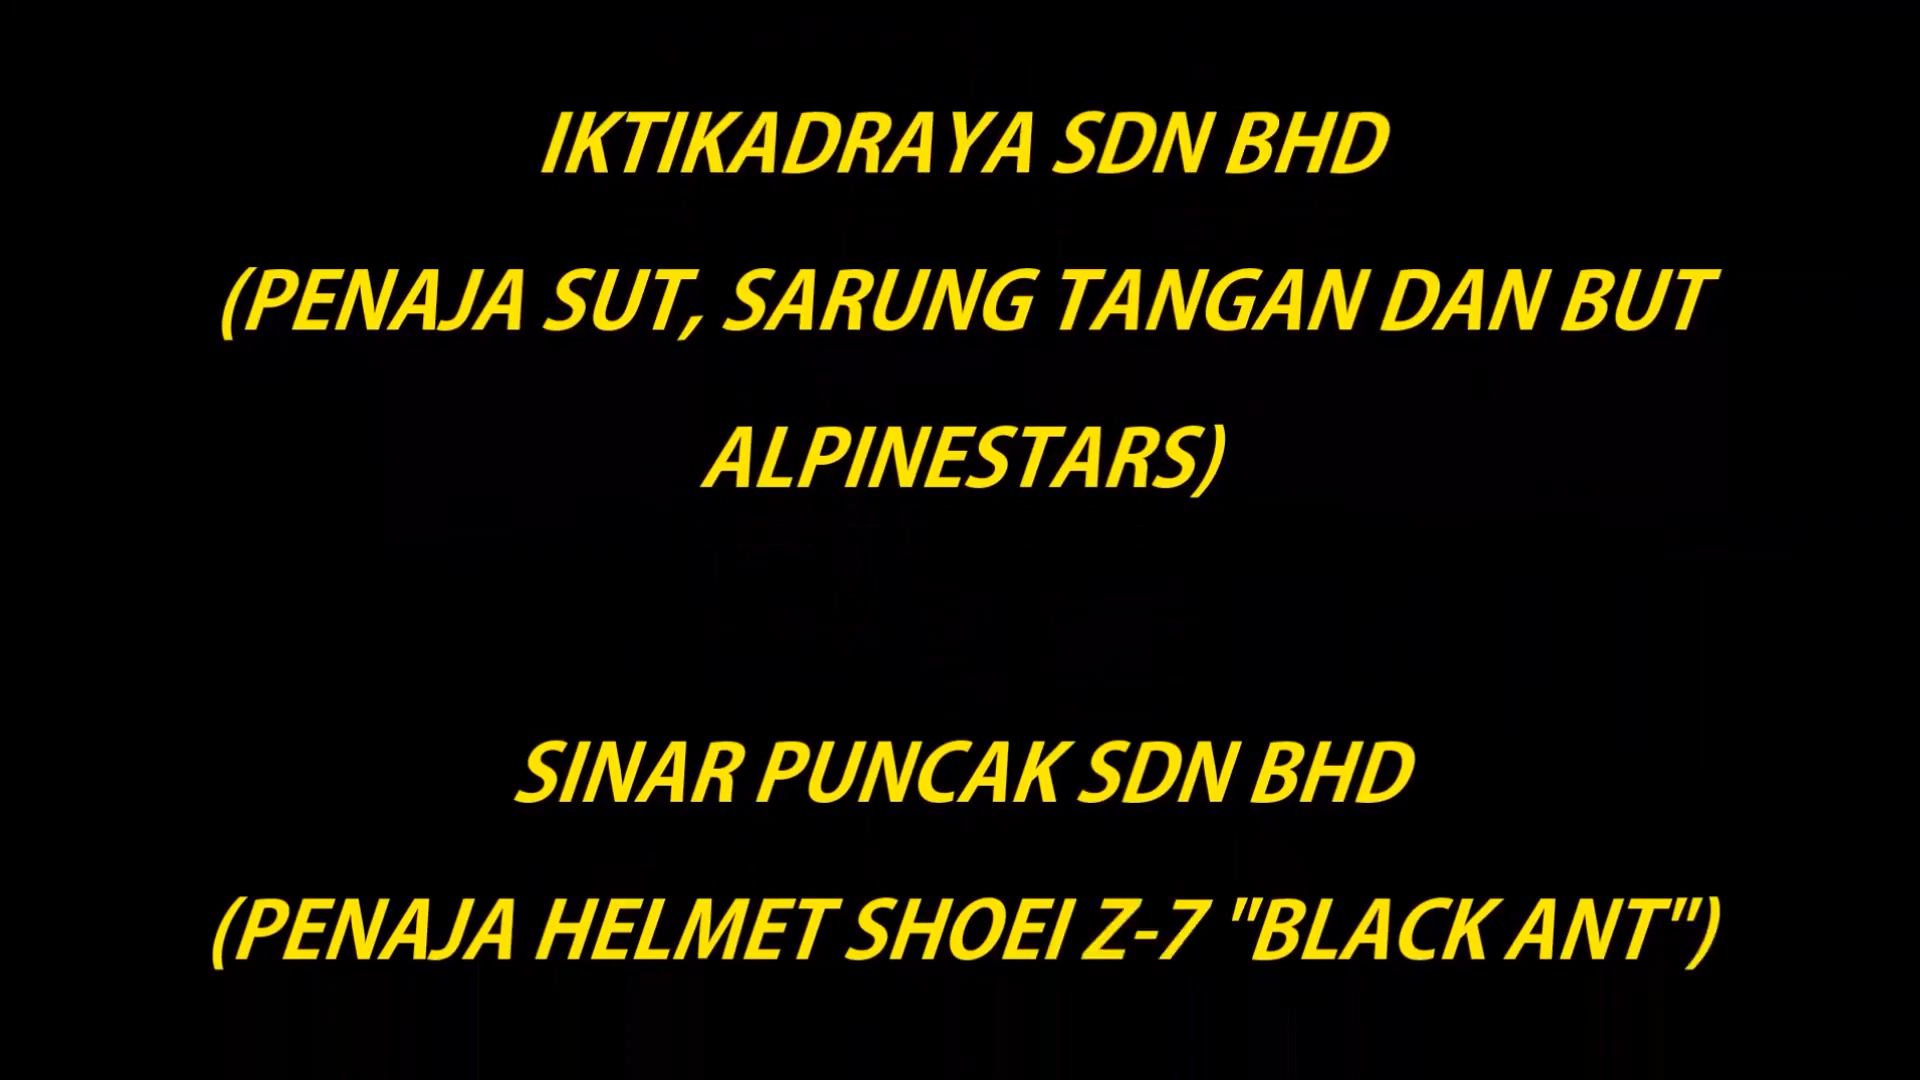 IKTIKADRAYA SDN BHD
(PENAJA SUT, SARUNG TANGAN DAN BUT
ALPINESTARS)
SINAR PUNCAK SDN BHD
(PENAJA HELMET SHOEI Z-7 "BLACK ANT")